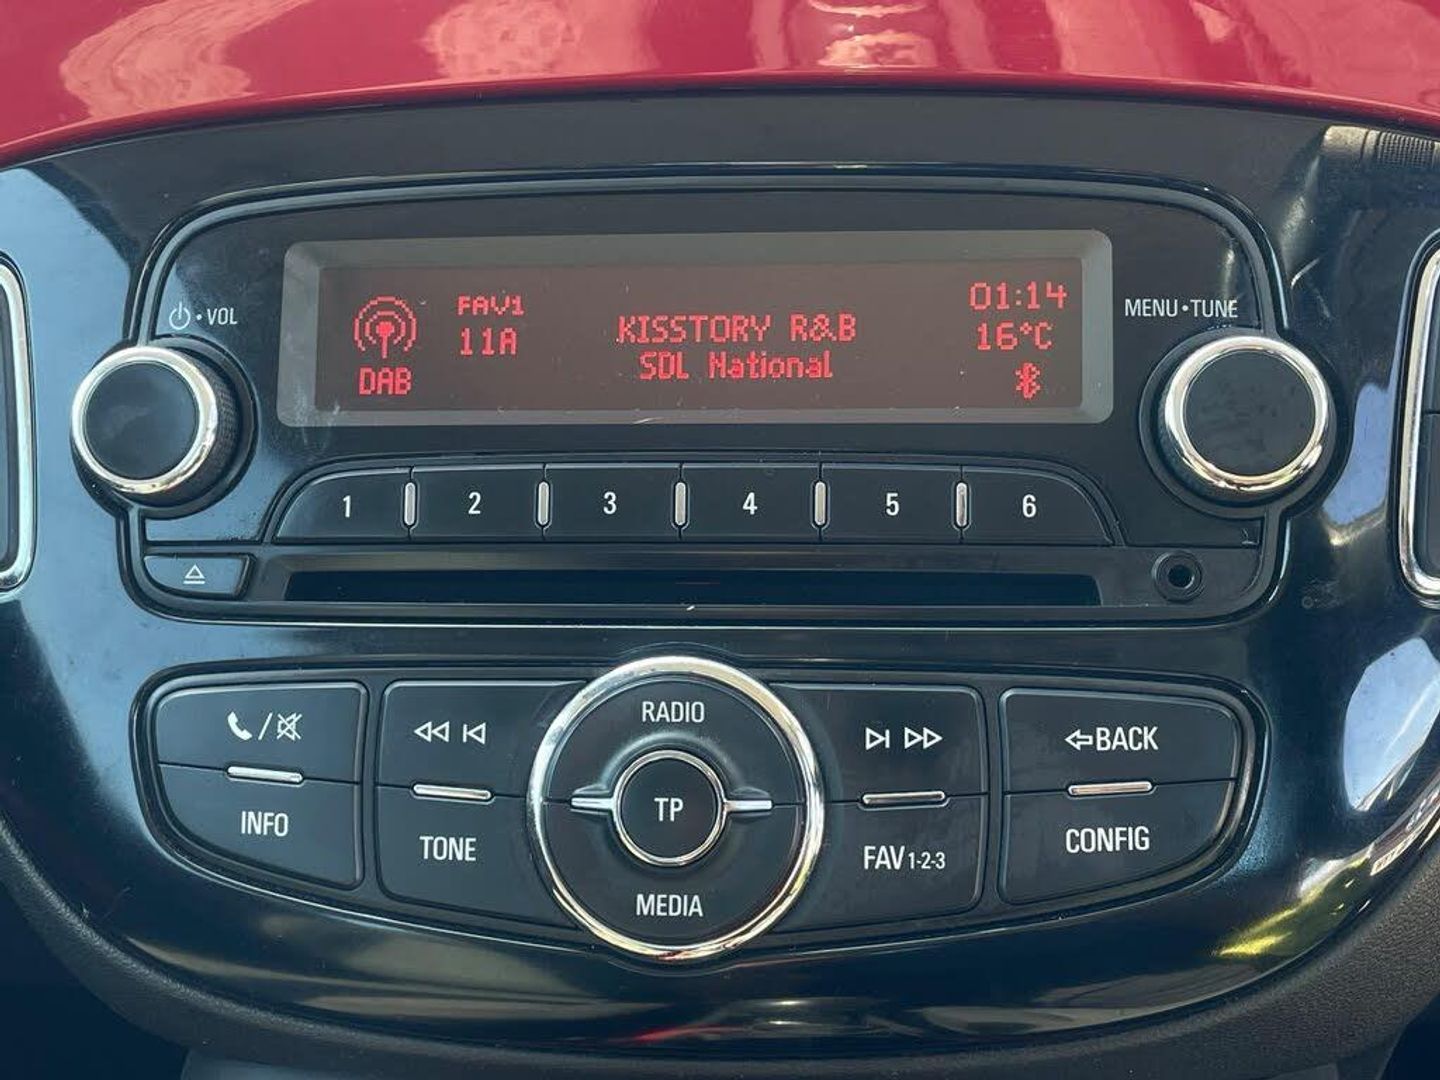 FAV1
01:14
11A
KISSTORY R&B
16°C
DAB
SDL National
VOL
MENU•TUNE
1 2 3 4 5 6
RADIO
BACK
INFO
TONE
TP
FAV 1-2-3
CONFIG
MEDIA